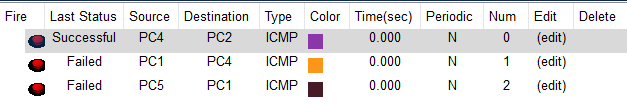 Fire Last Status Source Destination Type Color Time(sec) Periodic Num Edit Delete
Successful PC4 PC2 ICMP 0.000 N 0 (edit)
Failed PC1 PC4 ICMP 0.000 N 1 (edit)
Failed PC5 PC1 ICMP 0.000 N 2 (edit)